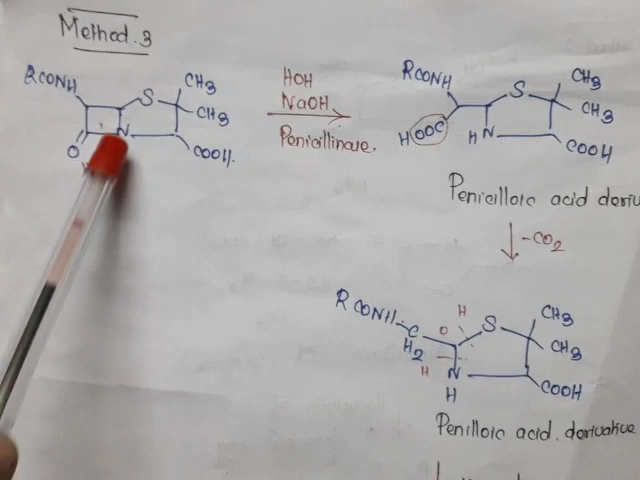 Method. 3
RCONH
S
CH3
CH3
N
O
COOH.
HOH
NaOH
Penicillinase.
RCONH
S
CH3
CH3
HOOC
H N
COOH
Penicilloic acid deriv
-CO2
R CONH-C
H2
O
H
S
CH3
CH3
H
N
H
COOH
Penilloic acid. derivative